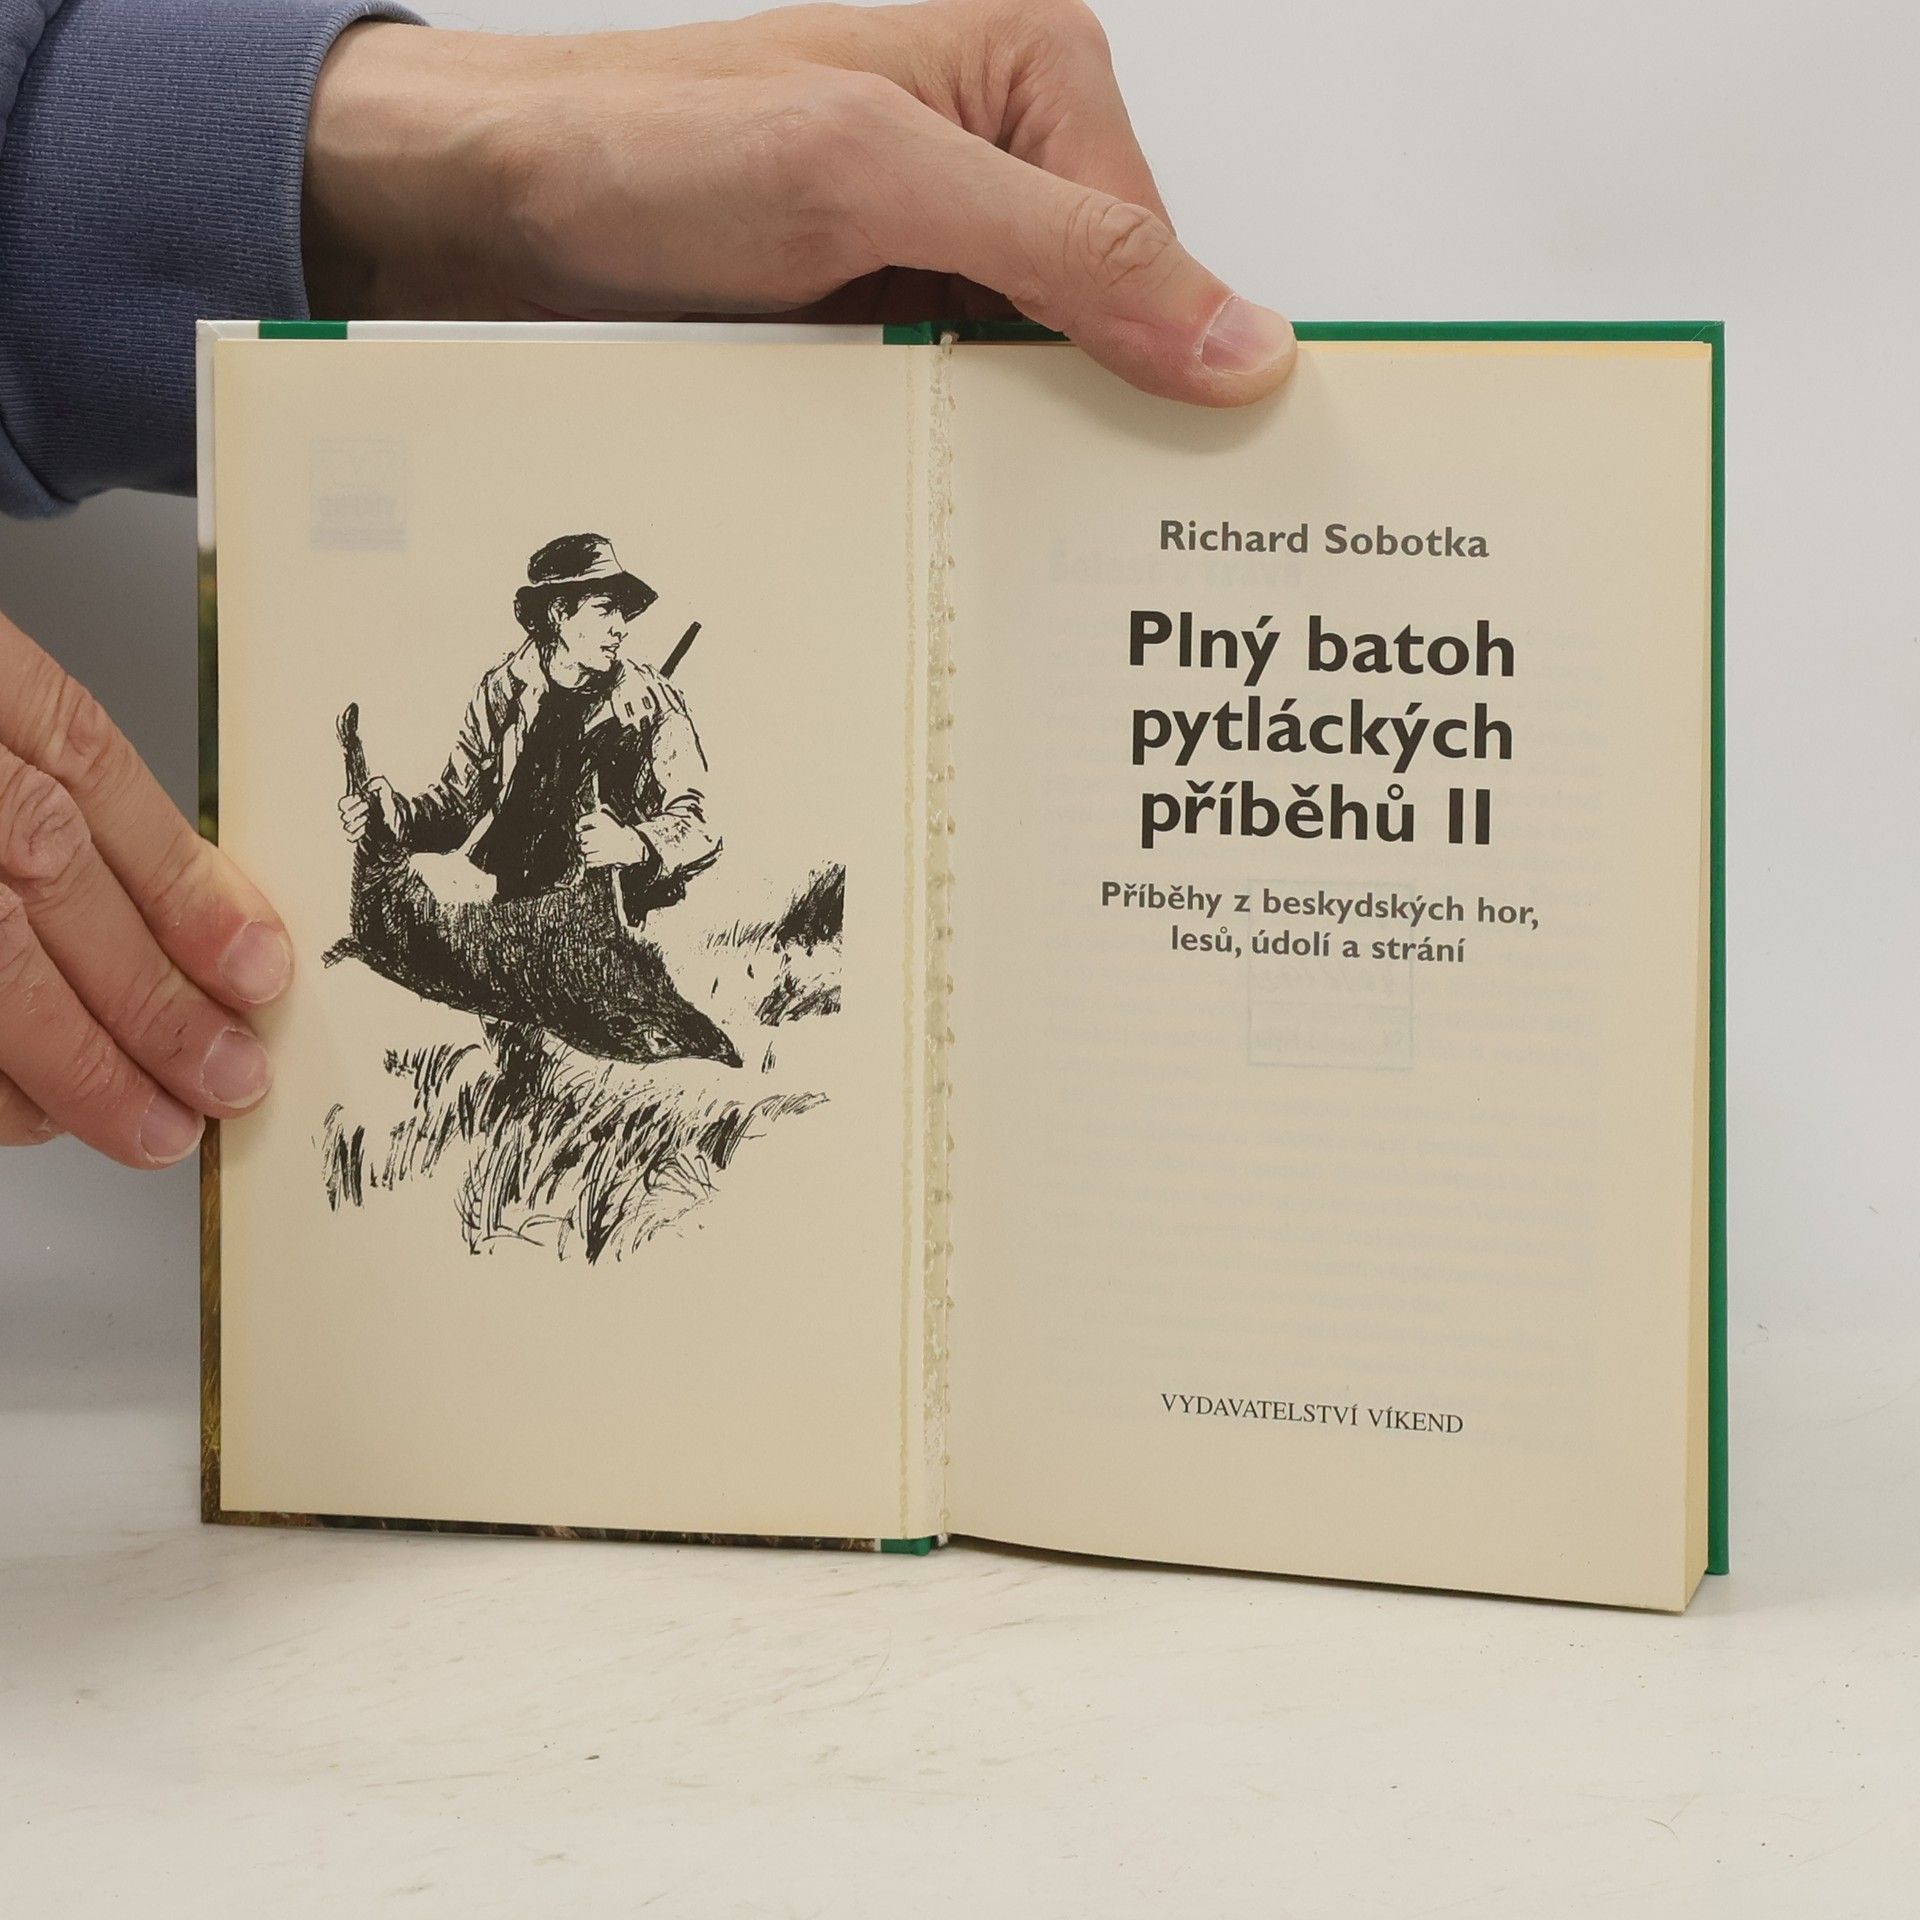 Richard Sobotka
Plný batoh
pytláckých
příběhů II
Příběhy z beskydských hor,
lesů, údolí a strání
VYDAVATELSTVÍ VÍKEND